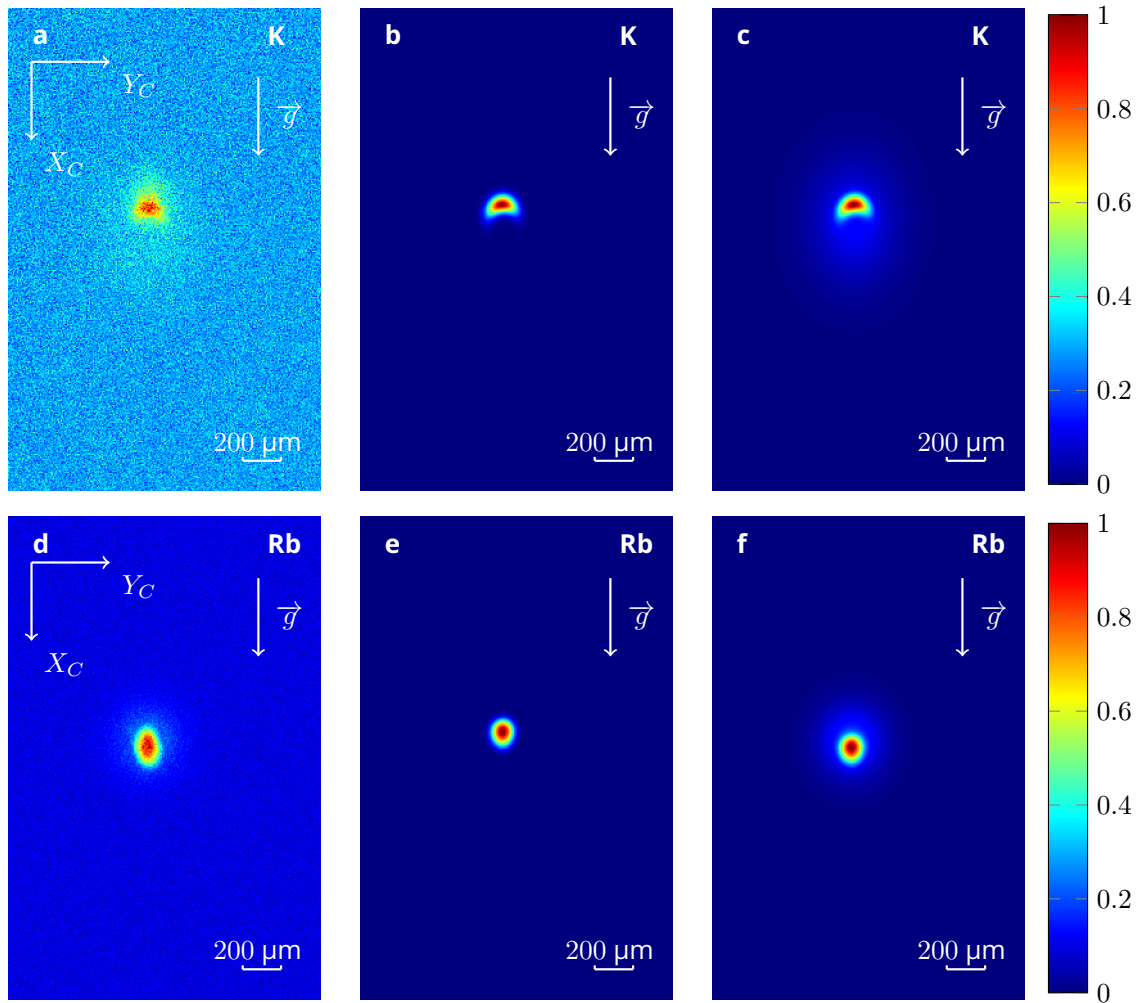 a K
Y_C
X_C
g
200 µm
b K
g
200 µm
c K
g
200 µm
1
0.8
0.6
0.4
0.2
0
d Rb
Y_C
X_C
g
200 µm
e Rb
g
200 µm
f Rb
g
200 µm
1
0.8
0.6
0.4
0.2
0